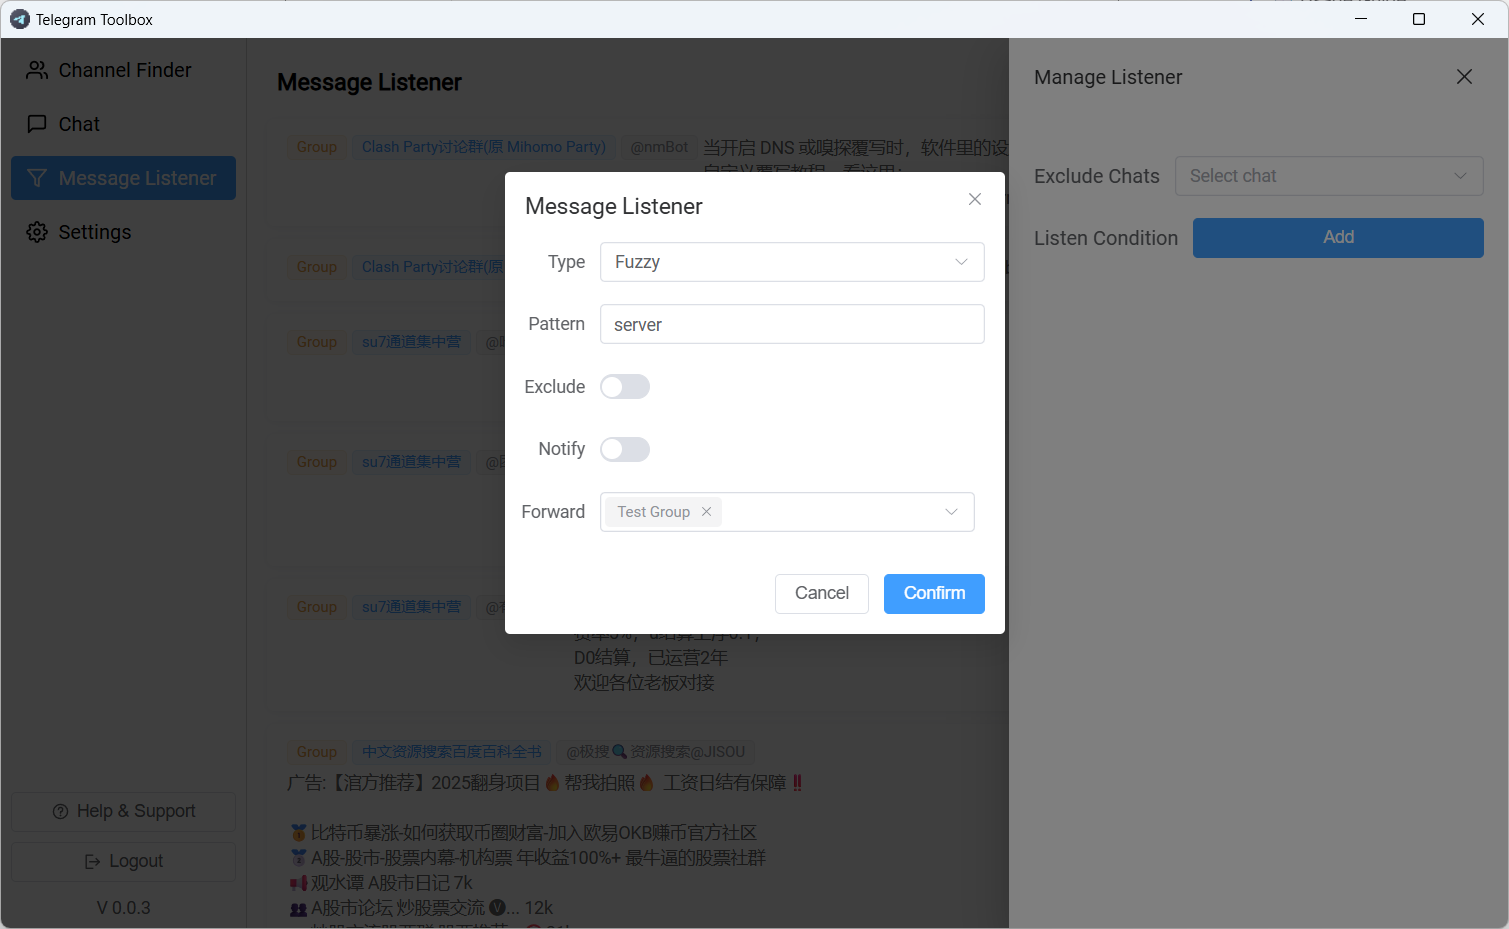 Telegram Toolbox
Channel Finder
Chat
Message Listener
Settings
Help & Support
Logout
V 0.0.3
Message Listener
Group Clash Party讨论群(原 Mihomo Party) @nmBot 当开启 DNS 或嗅探覆写时，软件里的设
Group Clash Party讨论群(原
Group su7通道集中营
Group su7通道集中营
Group su7通道集中营
D0结算，已运营2年
欢迎各位老板对接
Group 中文资源搜索百度百科全书 @极搜🔍资源搜索@JISOU
广告:【涫方推荐】2025翻身项目🔥帮我拍照🔥 工资日结有保障‼️
🥇比特币暴涨-如何获取币圈财富-加入欧易OKB赚币官方社区
🥈A股-股市-股票内幕-机构票 年收益100%+ 最牛逼的股票社群
📢观水谭 A股市日记 7k
👥A股市论坛 炒股票交流 🅥... 12k
Message Listener
Type Fuzzy
Pattern server
Exclude
Notify
Forward Test Group
Cancel Confirm
Manage Listener
Exclude Chats Select chat
Listen Condition Add